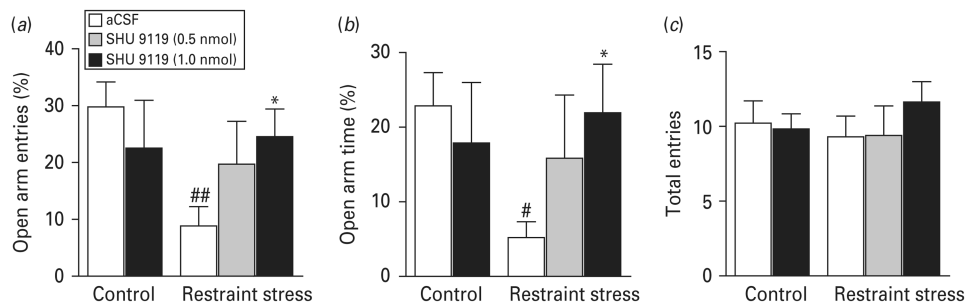 (a)
aCSF
SHU 9119 (0.5 nmol)
SHU 9119 (1.0 nmol)
Open arm entries (%)
40
30
20
10
0
##
*
Control
Restraint stress
(b)
Open arm time (%)
30
20
10
0
#
*
Control
Restraint stress
(c)
Total entries
15
10
5
0
Control
Restraint stress